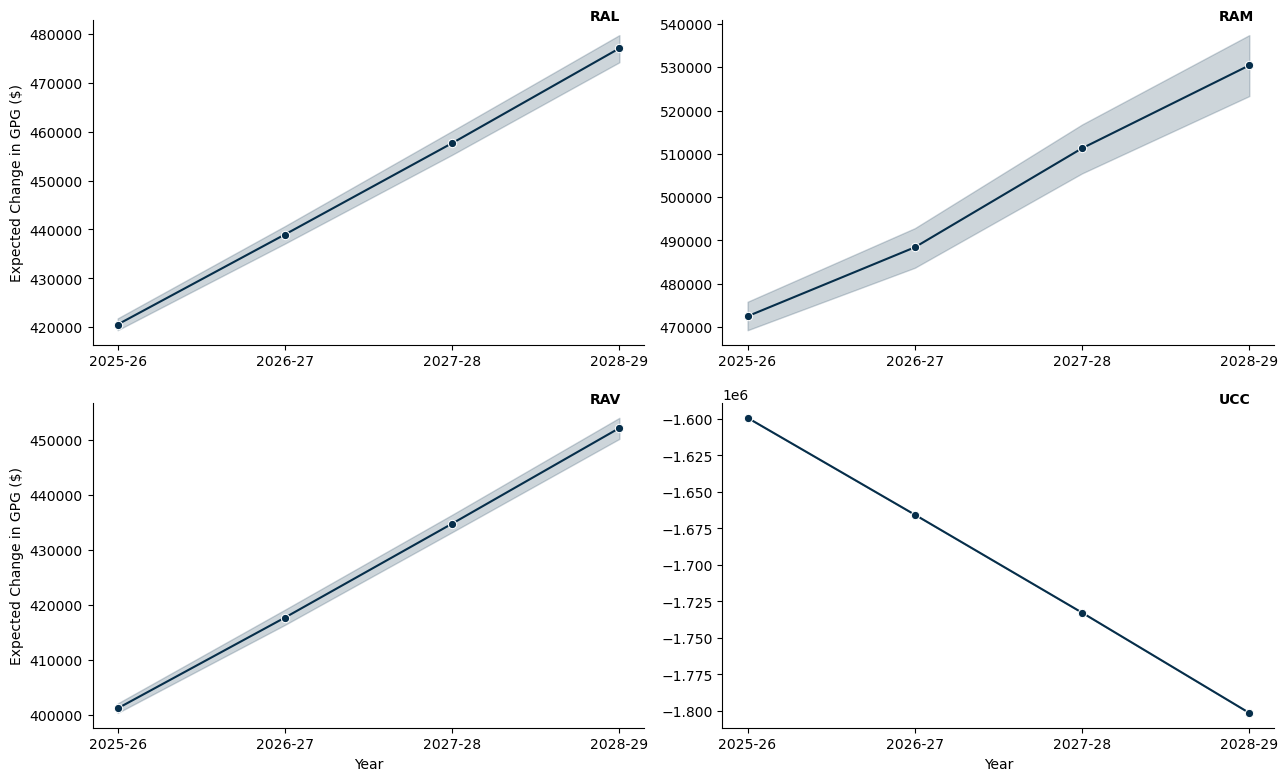 RAL
Expected Change in GPG ($)
480000
470000
460000
450000
440000
430000
420000
2025-26 2026-27 2027-28 2028-29
RAM
540000
530000
520000
510000
500000
490000
480000
470000
2025-26 2026-27 2027-28 2028-29
RAV
Expected Change in GPG ($)
450000
440000
430000
420000
410000
400000
2025-26 2026-27 2027-28 2028-29
Year
1e6
UCC
−1.600
−1.625
−1.650
−1.675
−1.700
−1.725
−1.750
−1.775
−1.800
2025-26 2026-27 2027-28 2028-29
Year